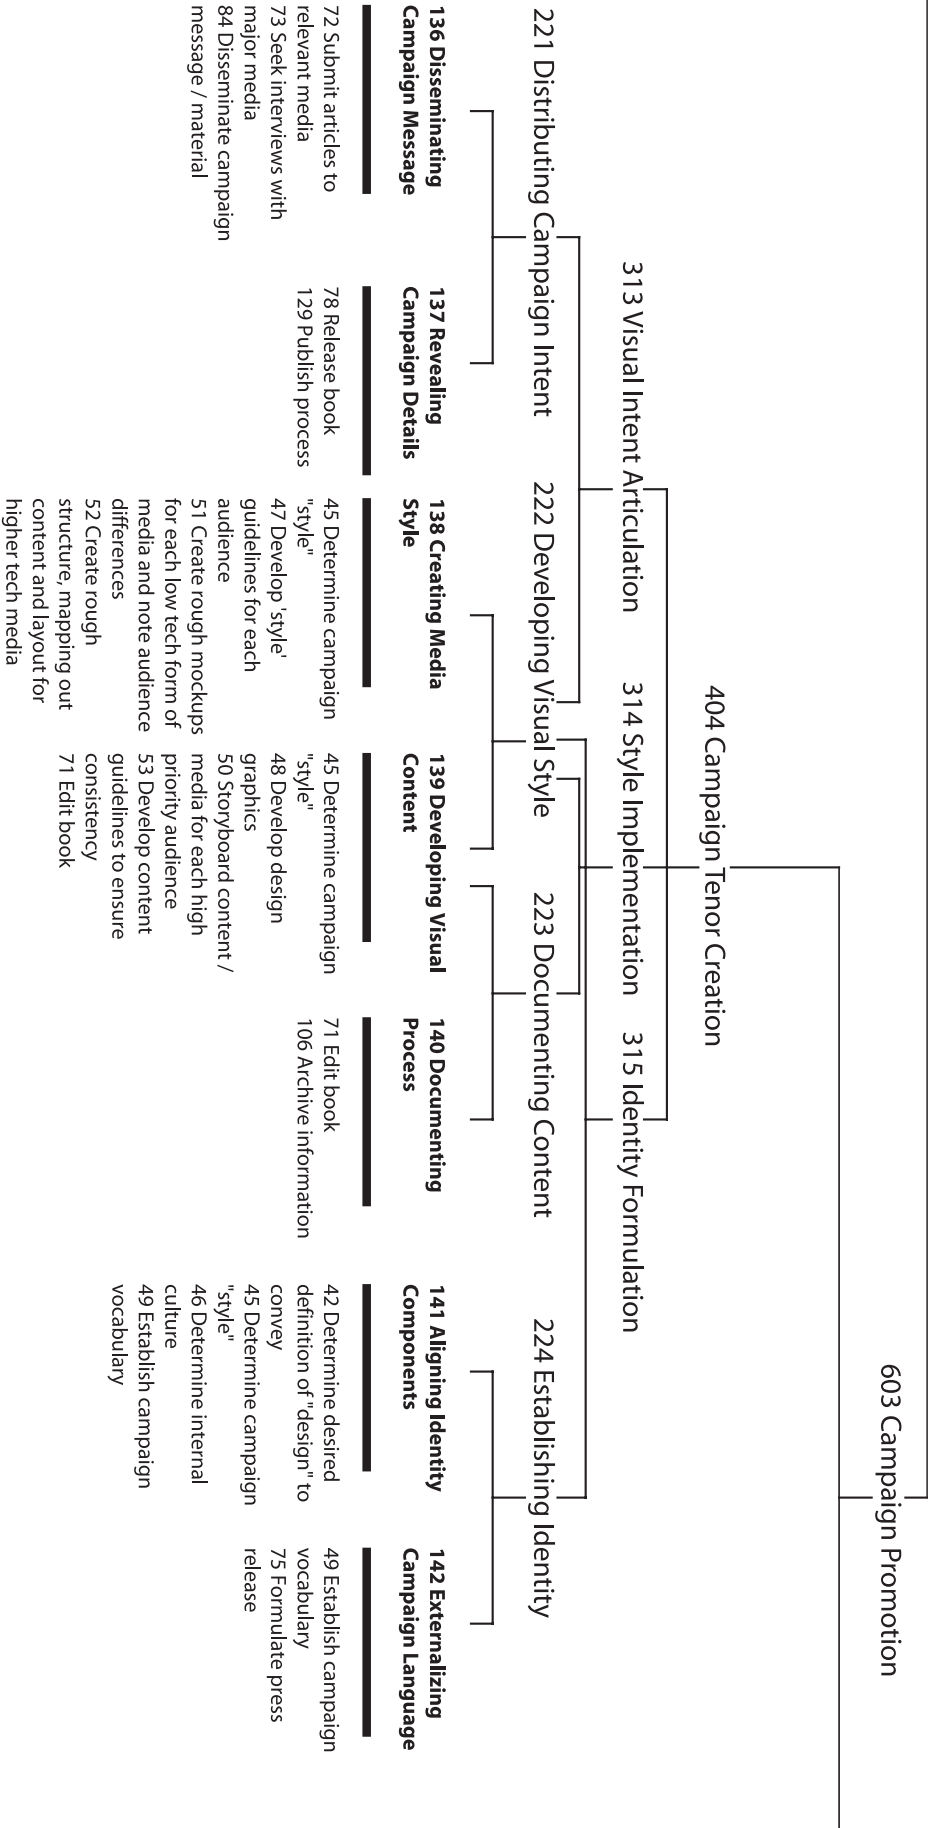 603 Campaign Promotion
404 Campaign Tenor Creation
313 Visual Intent Articulation
314 Style Implementation
315 Identity Formulation
221 Distributing Campaign Intent
222 Developing Visual Style
223 Documenting Content
224 Establishing Identity
136 Disseminating
Campaign Message
72 Submit articles to
relevant media
73 Seek interviews with
major media
84 Disseminate campaign
message / material
137 Revealing
Campaign Details
78 Release book
129 Publish process
138 Creating Media
Style
45 Determine campaign
"style"
47 Develop 'style'
guidelines for each
audience
51 Create rough mockups
for each low tech form of
media and note audience
differences
52 Create rough
structure, mapping out
content and layout for
higher tech media
139 Developing Visual
Content
45 Determine campaign
"style"
48 Develop design
graphics
50 Storyboard content /
media for each high
priority audience
53 Develop content
guidelines to ensure
consistency
71 Edit book
140 Documenting
Process
71 Edit book
106 Archive information
141 Aligning Identity
Components
42 Determine desired
definition of "design" to
convey
45 Determine campaign
"style"
46 Determine internal
culture
49 Establish campaign
vocabulary
142 Externalizing
Campaign Language
49 Establish campaign
vocabulary
75 Formulate press
release